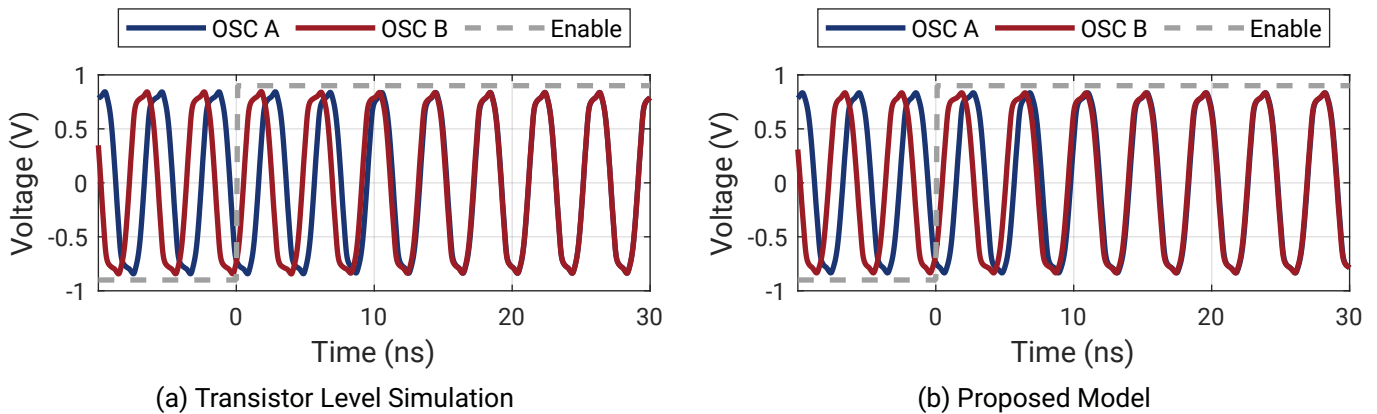 OSC A OSC B Enable
1
0.5
0
-0.5
-1
Voltage (V)
0 10 20 30
Time (ns)
(a) Transistor Level Simulation
OSC A OSC B Enable
1
0.5
0
-0.5
-1
Voltage (V)
0 10 20 30
Time (ns)
(b) Proposed Model